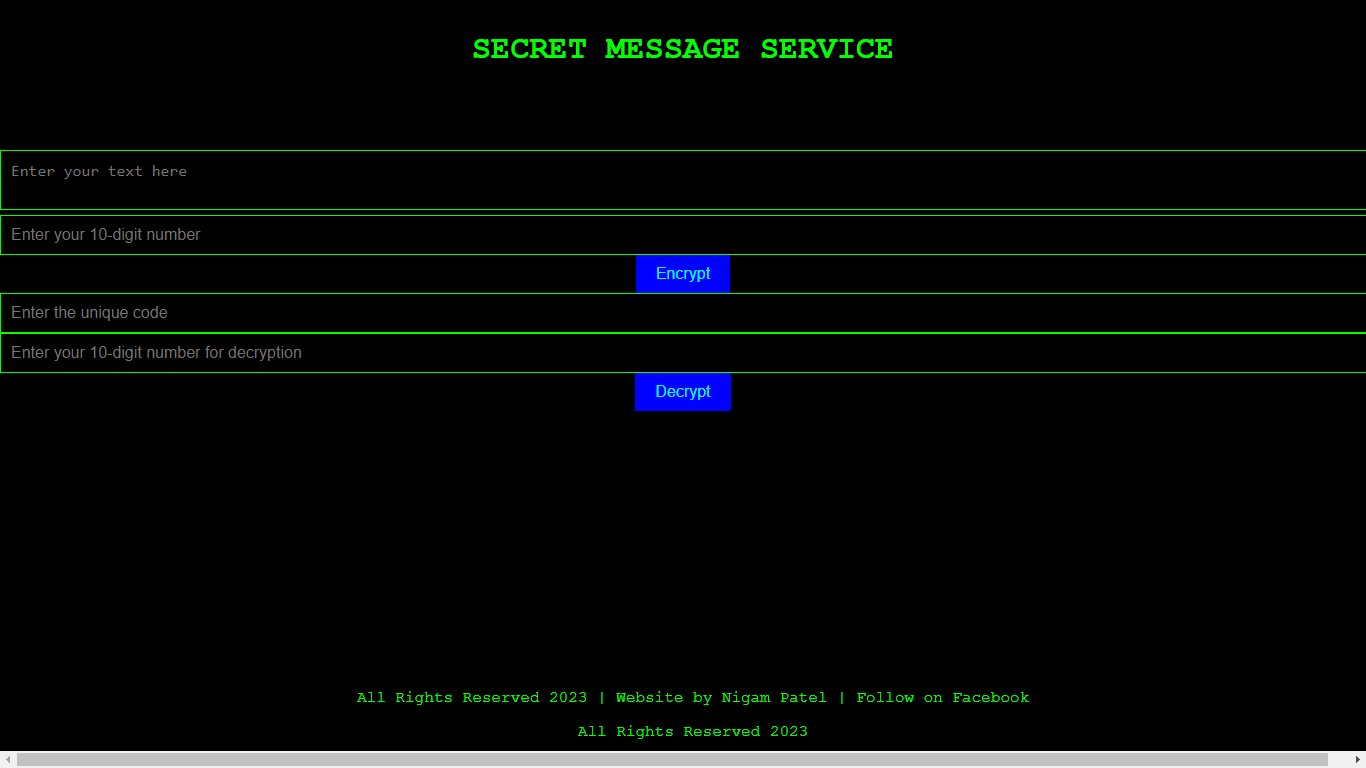 SECRET MESSAGE SERVICE
Enter your text here
Enter your 10-digit number
Encrypt
Enter the unique code
Enter your 10-digit number for decryption
Decrypt
All Rights Reserved 2023 | Website by Nigam Patel | Follow on Facebook
All Rights Reserved 2023